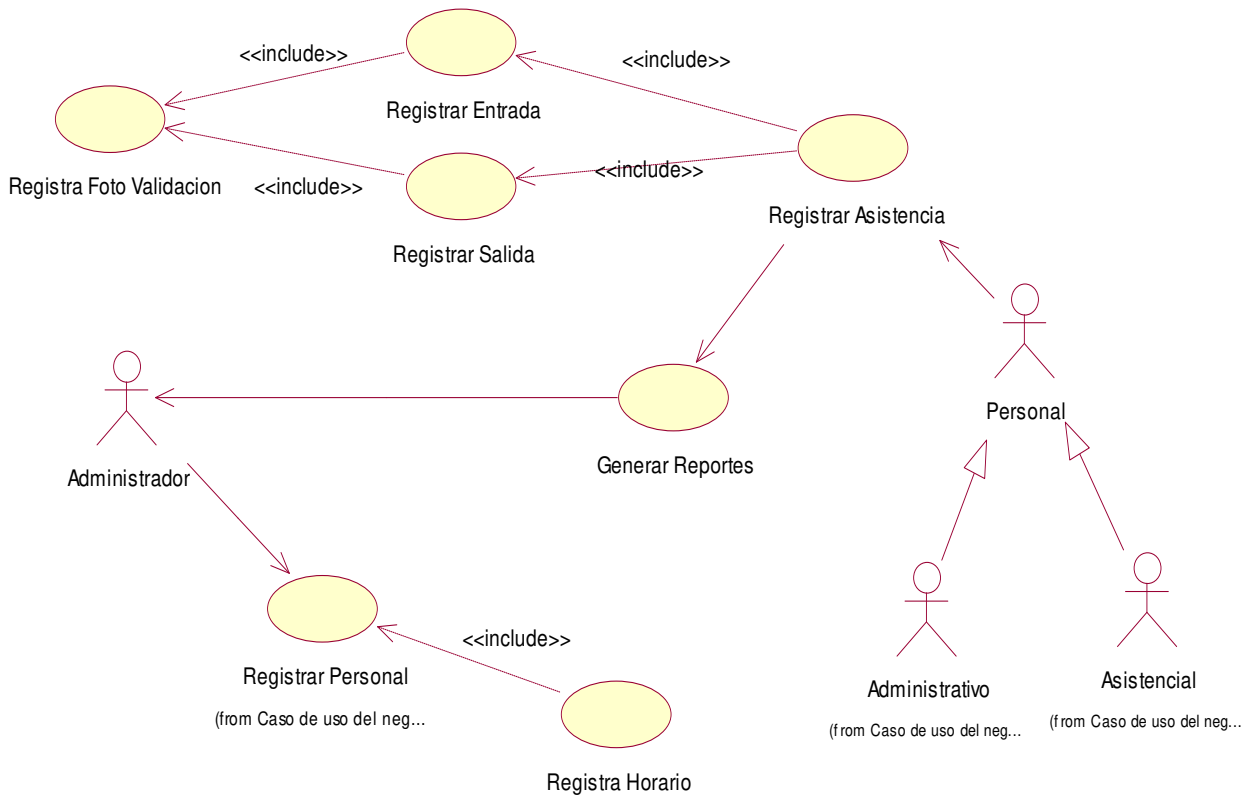 <<include>>
<<include>>
Registrar Entrada
Registra Foto Validacion
<<include>>
<<include>>
Registrar Asistencia
Registrar Salida
Personal
Generar Reportes
Administrador
<<include>>
Registrar Personal
(from Caso de uso del neg...
Administrativo
(from Caso de uso del neg...
Asistencial
(from Caso de uso del neg...
Registra Horario